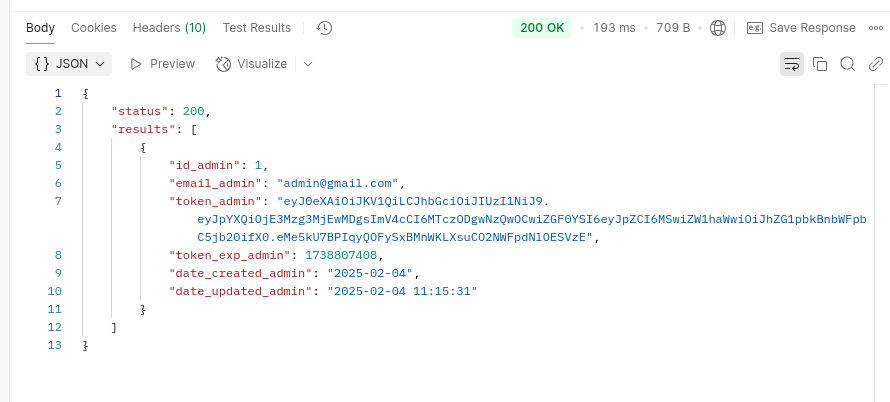 Body Cookies Headers (10) Test Results 200 OK 193 ms 709 B e.g. Save Response
{} JSON Preview Visualize
1 {
2 "status": 200,
3 "results": [
4 {
5 "id_admin": 1,
6 "email_admin": "admin@gmail.com",
7 "token_admin": "eyJ0eXAiOiJKV1QiLCJhbGciOiJIUzI1NiJ9.
eyJpYXQiOjE3Mzg3MjEwMDgsImV4cCI6MTczODgwNzQwOCwiZGF0YSI6eyJpZCI6MSwiZW1haWwiOiJhZG1pbkBnbWFpb
C5jb20ifX0.eMe5kU7BPIqyQOFySxBMnWKLXsuCO2NWFpdNlOESVzE",
8 "token_exp_admin": 1738807408,
9 "date_created_admin": "2025-02-04",
10 "date_updated_admin": "2025-02-04 11:15:31"
11 }
12 ]
13 }